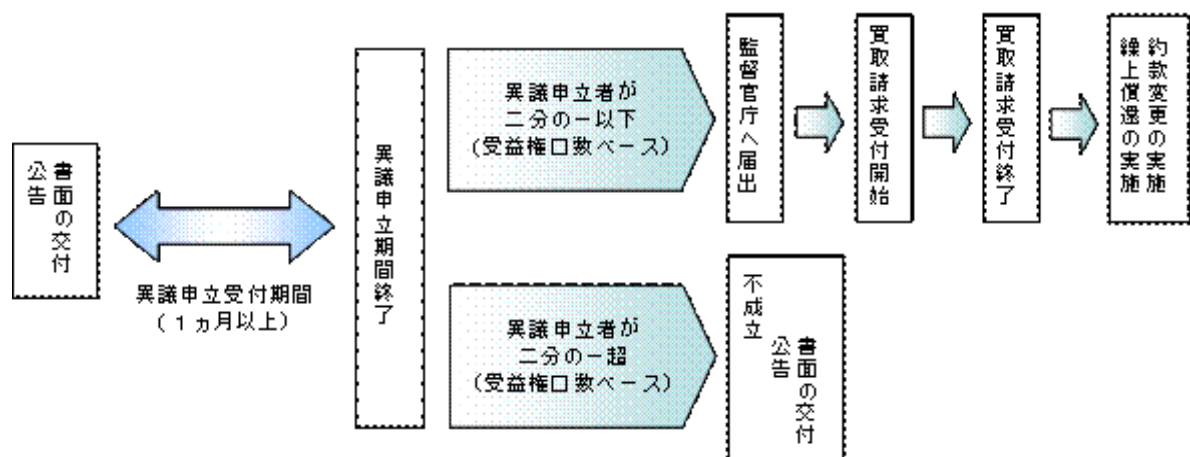 書面の交付
公告
異議申立受付期間
(1ヵ月以上)
異議申立期間終了
異議申立者が
二分の一以下
(受益権口数ベース)
監督官庁へ届出
買取請求受付開始
買取請求受付終了
約款変更の実施
繰上償還の実施
異議申立者が
二分の一超
(受益権口数ベース)
不成立
書面の交付
公告